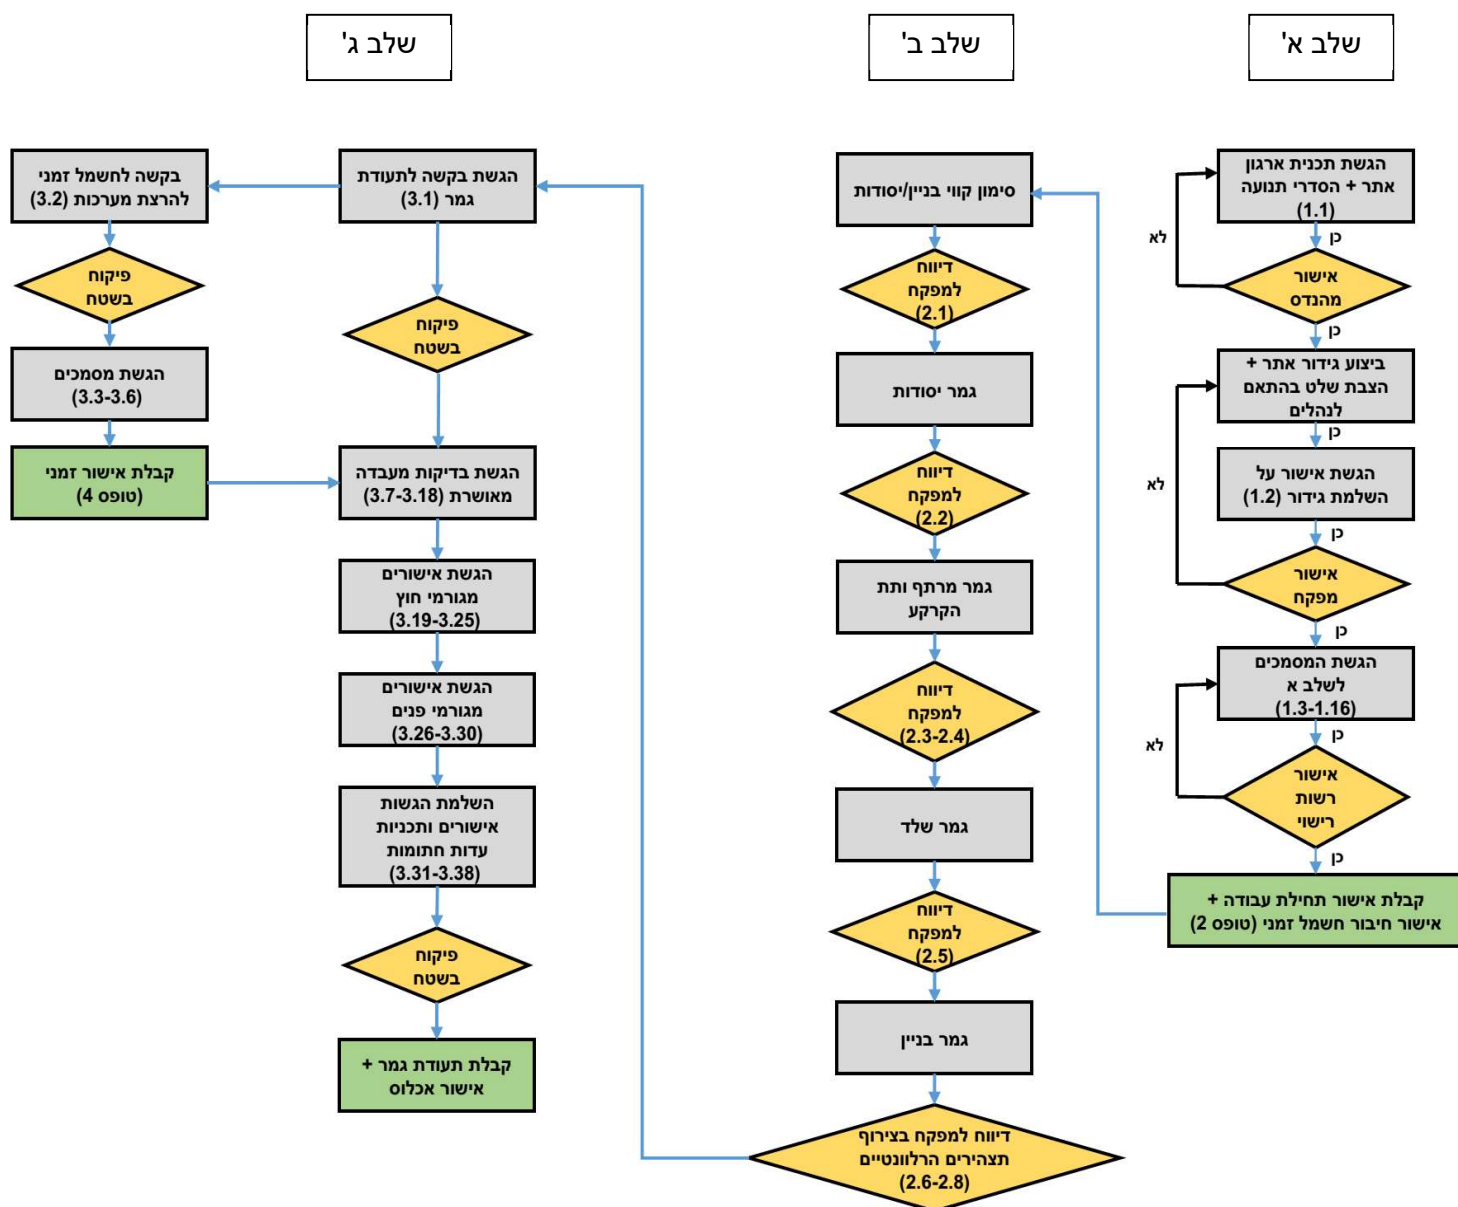 שלב א'
שלב ב'
שלב ג'
הגשת תכנית ארגון
אתר + הסדרי תנועה
(1.1)
כן
לא
אישור
מהנדס
כן
ביצוע גידור אתר +
הצבת שלט בהתאם
לנהלים
כן
הגשת אישור על
השלמת גידור (1.2)
לא
כן
אישור
מפקח
כן
הגשת המסמכים
לשלב א
(1.3-1.16)
כן
לא
אישור
רשות
רישוי
כן
קבלת אישור תחילת עבודה +
אישור חיבור חשמל זמני (טופס 2)
סימון קווי בניין/יסודות
דיווח
למפקח
(2.1)
גמר יסודות
דיווח
למפקח
(2.2)
גמר מרתף ותת
הקרקע
דיווח
למפקח
(2.3-2.4)
גמר שלד
דיווח
למפקח
(2.5)
גמר בניין
דיווח למפקח בצירוף
תצהירים הרלוונטיים
(2.6-2.8)
הגשת בקשה לתעודת
גמר (3.1)
פיקוח
בשטח
בקשה לחשמל זמני
להרצת מערכות (3.2)
פיקוח
בשטח
הגשת מסמכים
(3.3-3.6)
קבלת אישור זמני
(טופס 4)
הגשת בדיקות מעבדה
מאושרת (3.7-3.18)
הגשת אישורים
מגורמי חוץ
(3.19-3.25)
הגשת אישורים
מגורמי פנים
(3.26-3.30)
השלמת הגשות
אישורים ותכניות
עדות חתומות
(3.31-3.38)
פיקוח
בשטח
קבלת תעודת גמר +
אישור אכלוס